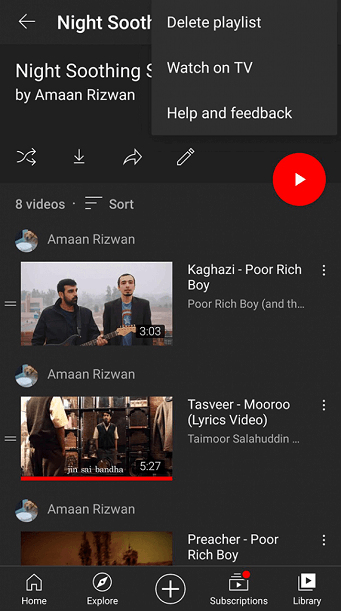 Night Sooth
Delete playlist
Watch on TV
Help and feedback
Night Soothing S
by Amaan Rizwan
8 videos · Sort
Amaan Rizwan
Kaghazi - Poor Rich
Boy
Poor Rich Boy (and th...
3:03
Amaan Rizwan
Tasveer - Mooroo
(Lyrics Video)
Taimoor Salahuddin ...
jin sai bandha
5:27
Amaan Rizwan
Preacher - Poor
Rich Boy
Home
Explore
Subscriptions
Library